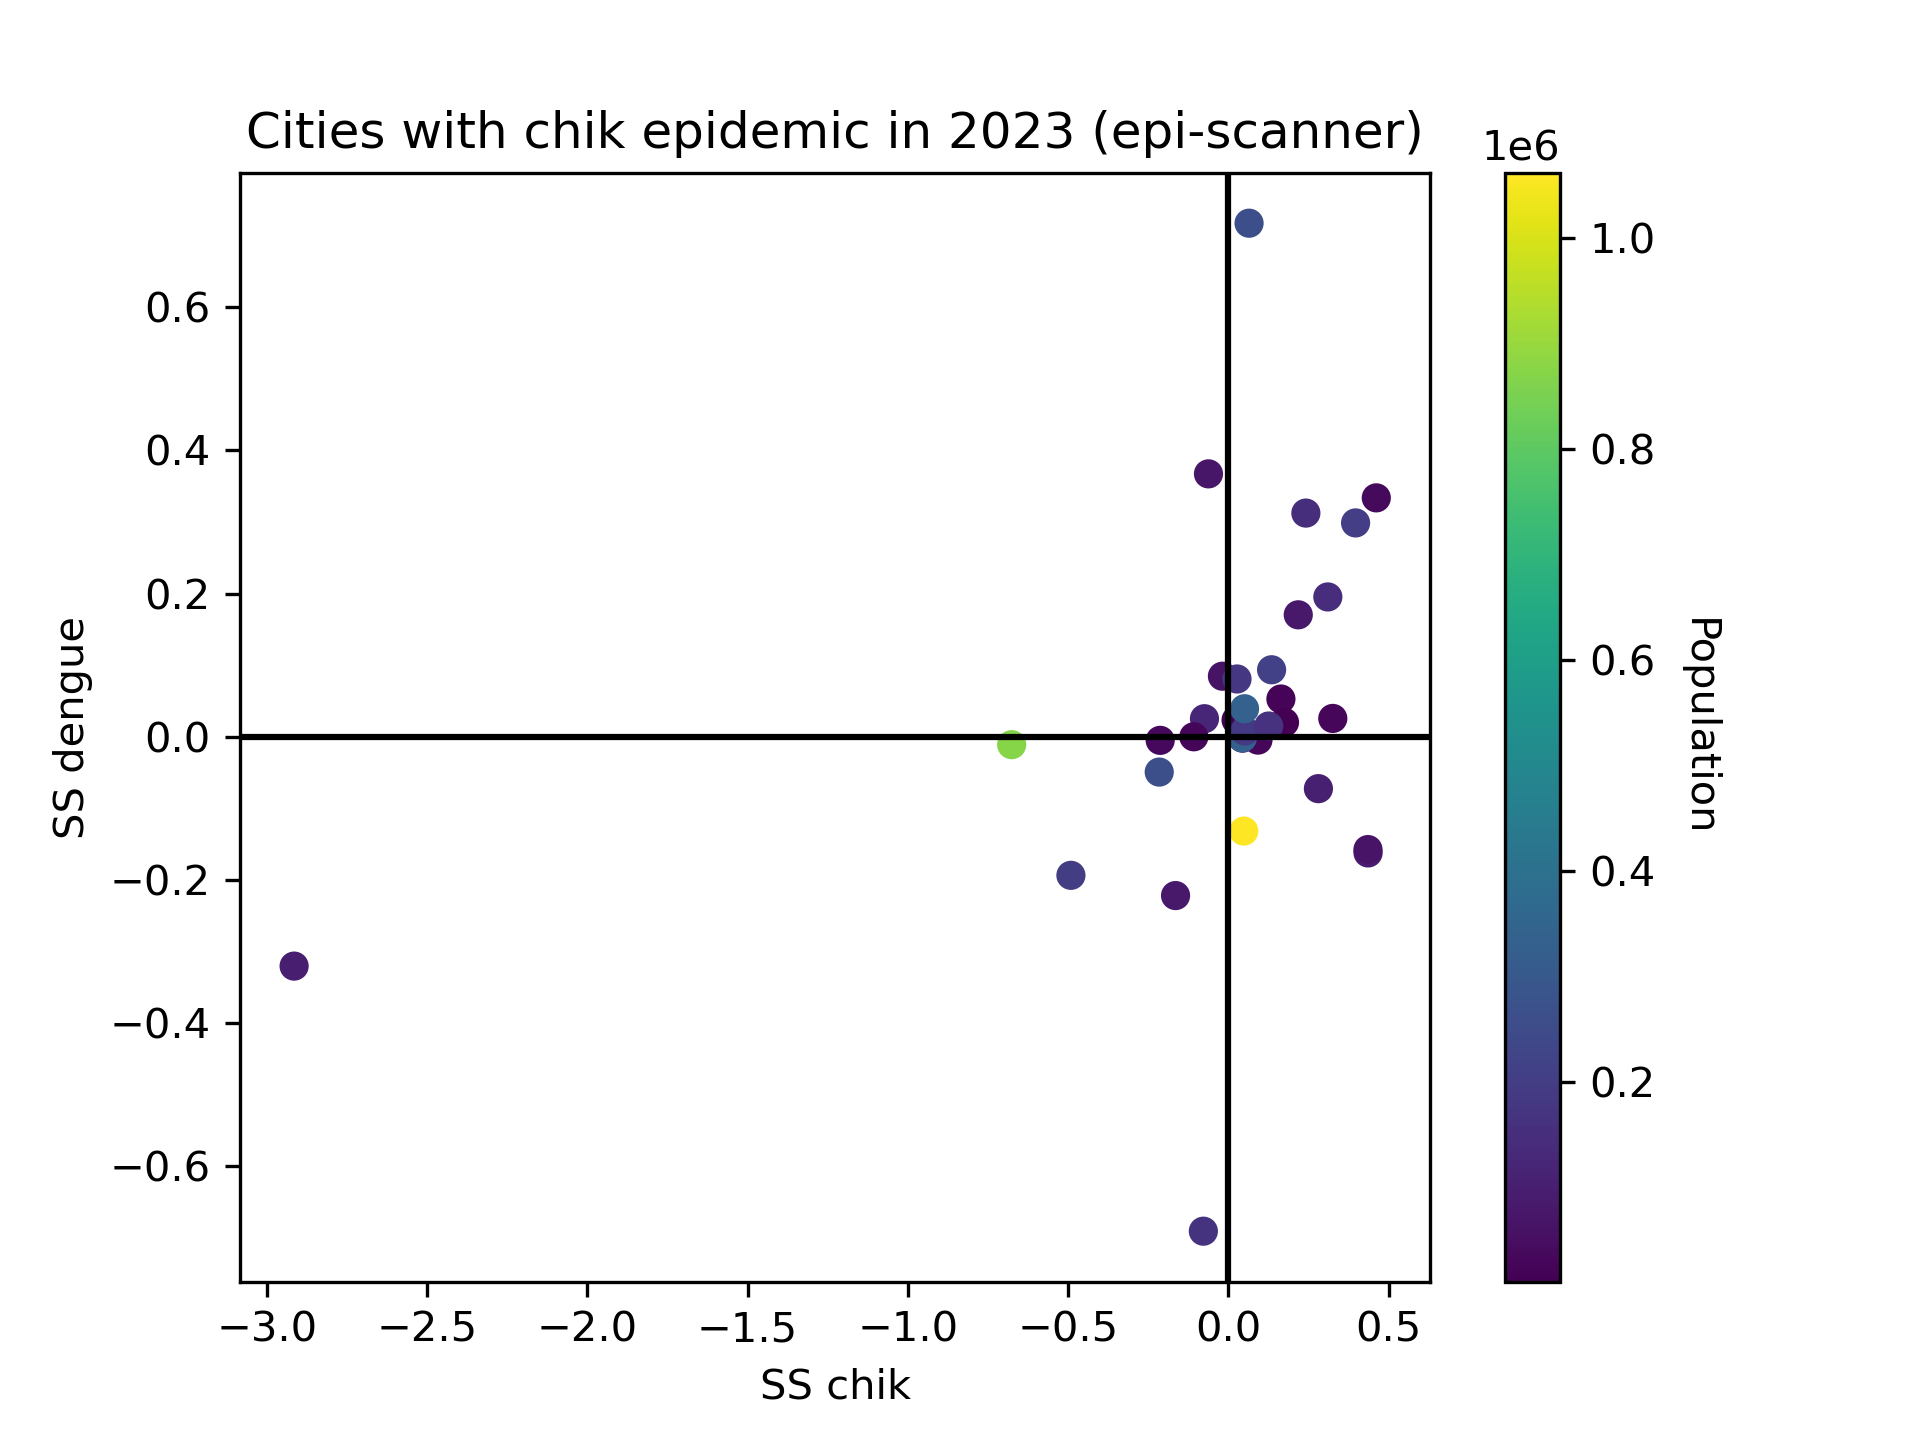 Cities with chik epidemic in 2023 (epi-scanner)
1e6
0.6
0.4
0.2
0.0
−0.2
−0.4
−0.6
SS dengue
−3.0 −2.5 −2.0 −1.5 −1.0 −0.5 0.0 0.5
SS chik
1.0
0.8
0.6
0.4
0.2
Population